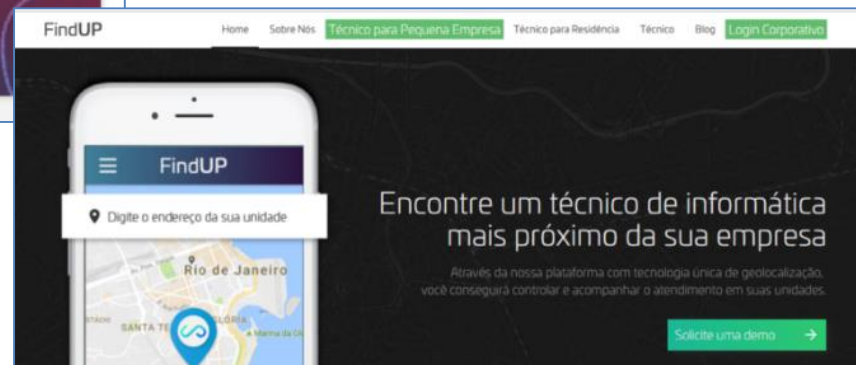 FindUP
Home Sobre Nós Técnico para Pequena Empresa Técnico para Residência Técnico Blog Login Corporativo
FindUP
Digite o endereço da sua unidade
Rio de Janeiro
SANTA TE
GLÓRIA
Marina da Gl
Encontre um técnico de informática
mais próximo da sua empresa
Através da nossa plataforma com tecnologia única de geolocalização,
você conseguirá controlar e acompanhar o atendimento em suas unidades.
Solicite uma demo →